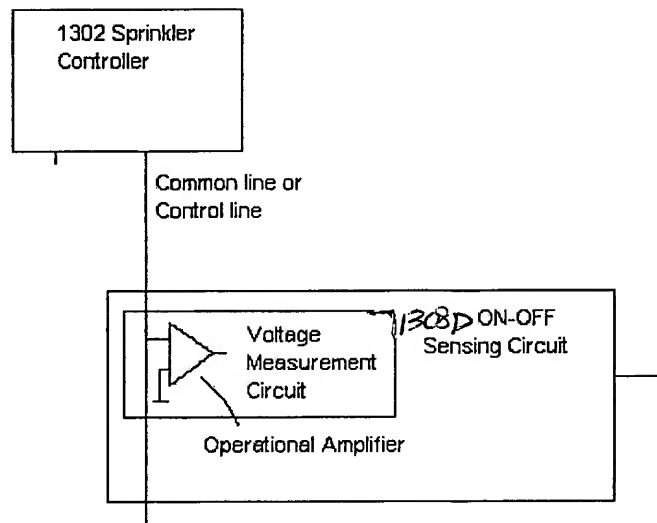 1302 Sprinkler
Controller
Common line or
Control line
1308D ON-OFF
Sensing Circuit
Voltage
Measurement
Circuit
Operational Amplifier